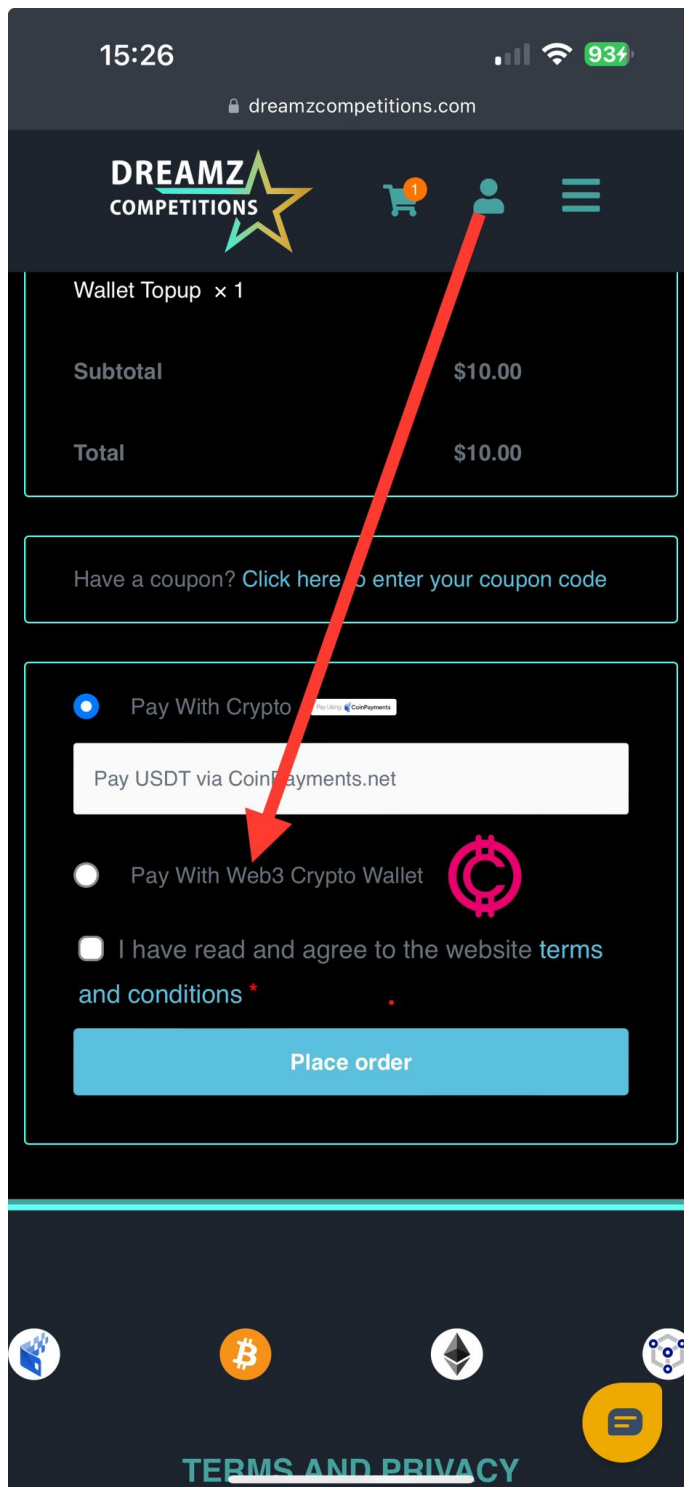 15:26
93
dreamzcompetitions.com
DREAMZ
COMPETITIONS
1
Wallet Topup × 1
Subtotal $10.00
Total $10.00
Have a coupon? Click here to enter your coupon code
Pay With Crypto Pay Using CoinPayments
Pay USDT via CoinPayments.net
Pay With Web3 Crypto Wallet
I have read and agree to the website terms
and conditions *
Place order
TERMS AND PRIVACY